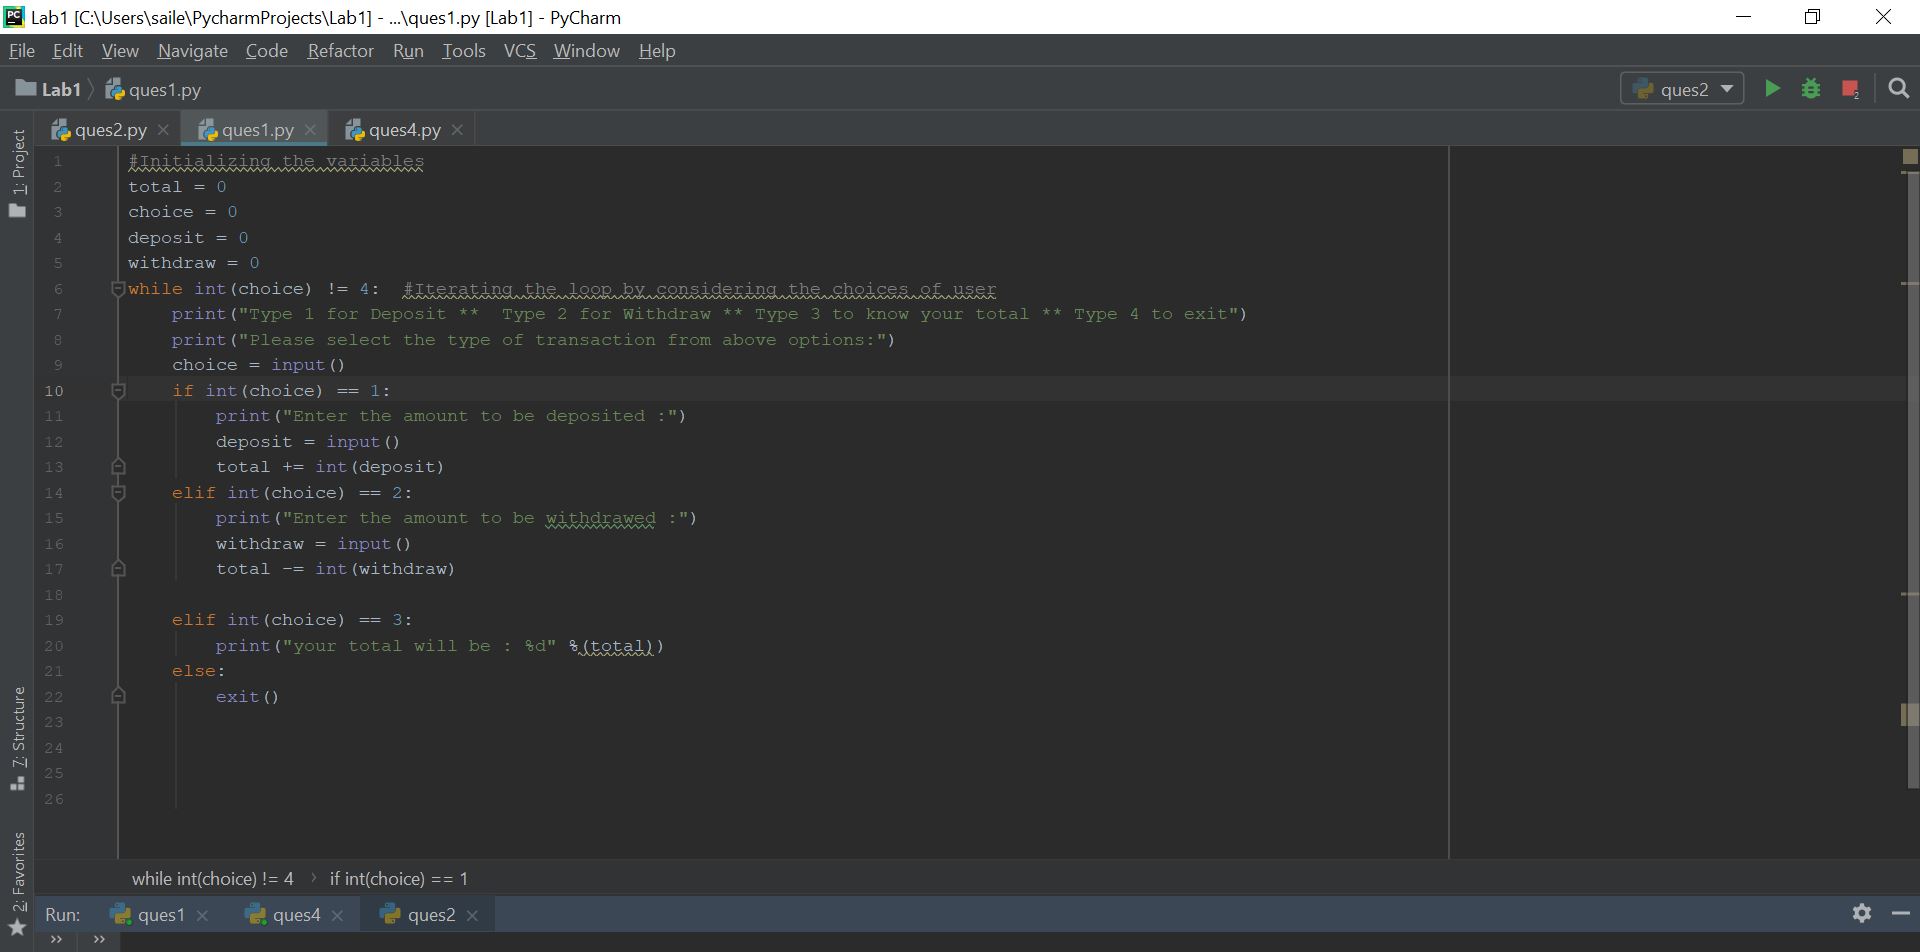 PC Lab1 [C:\Users\saile\PycharmProjects\Lab1] - ...\ques1.py [Lab1] - PyCharm
File Edit View Navigate Code Refactor Run Tools VCS Window Help
Lab1 ques1.py ques2
ques2.py ques1.py ques4.py
1: Project
1 #Initializing the variables
2 total = 0
3 choice = 0
4 deposit = 0
5 withdraw = 0
6 while int(choice) != 4:  #Iterating the loop by considering the choices of user
7     print("Type 1 for Deposit **  Type 2 for Withdraw ** Type 3 to know your total ** Type 4 to exit")
8     print("Please select the type of transaction from above options:")
9     choice = input()
10     if int(choice) == 1:
11         print("Enter the amount to be deposited :")
12         deposit = input()
13         total += int(deposit)
14     elif int(choice) == 2:
15         print("Enter the amount to be withdrawed :")
16         withdraw = input()
17         total -= int(withdraw)
18
19     elif int(choice) == 3:
20         print("your total will be : %d" %(total))
21     else:
22         exit()
23
24
25
26
7: Structure
2: Favorites
while int(choice) != 4 › if int(choice) == 1
Run: ques1 ques4 ques2
» »